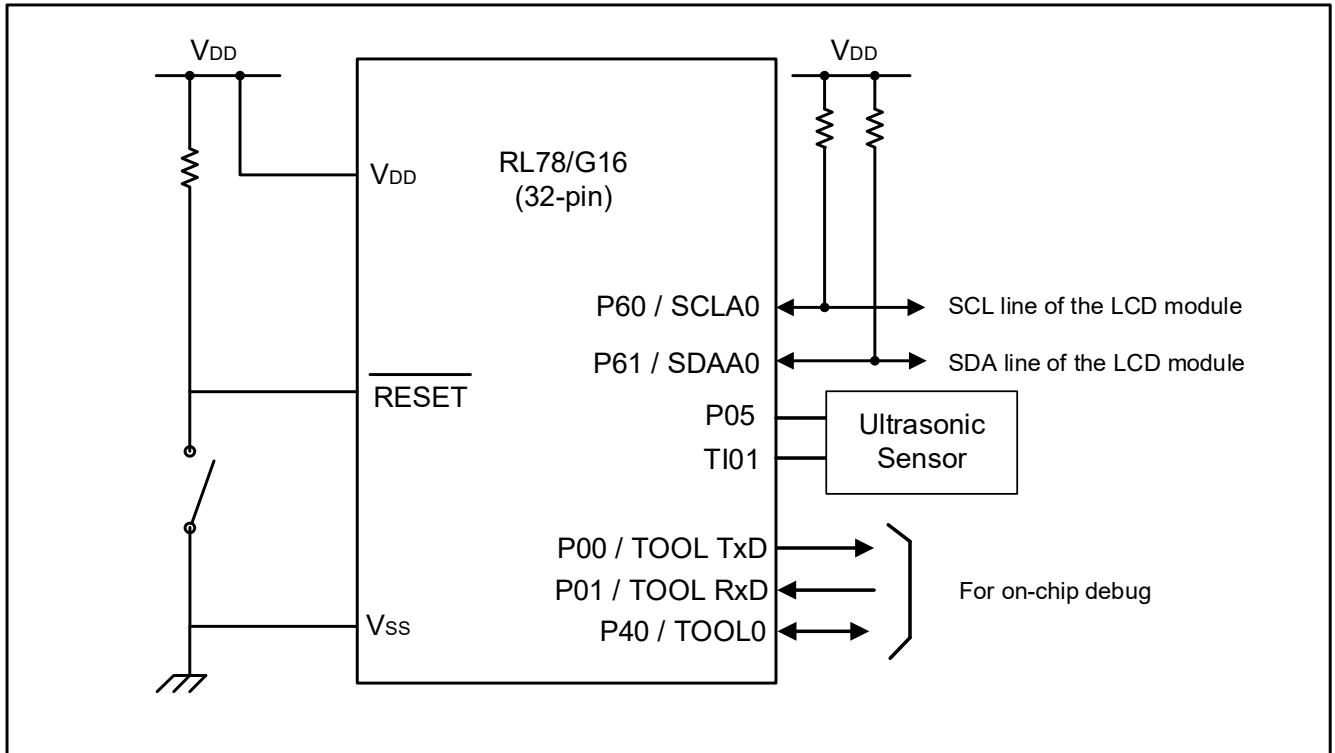 VDD
VDD
VDD
RL78/G16
(32-pin)
P60 / SCLA0
SCL line of the LCD module
P61 / SDAA0
SDA line of the LCD module
RESET
P05
TI01
Ultrasonic
Sensor
P00 / TOOL TxD
P01 / TOOL RxD
For on-chip debug
P40 / TOOL0
VSS